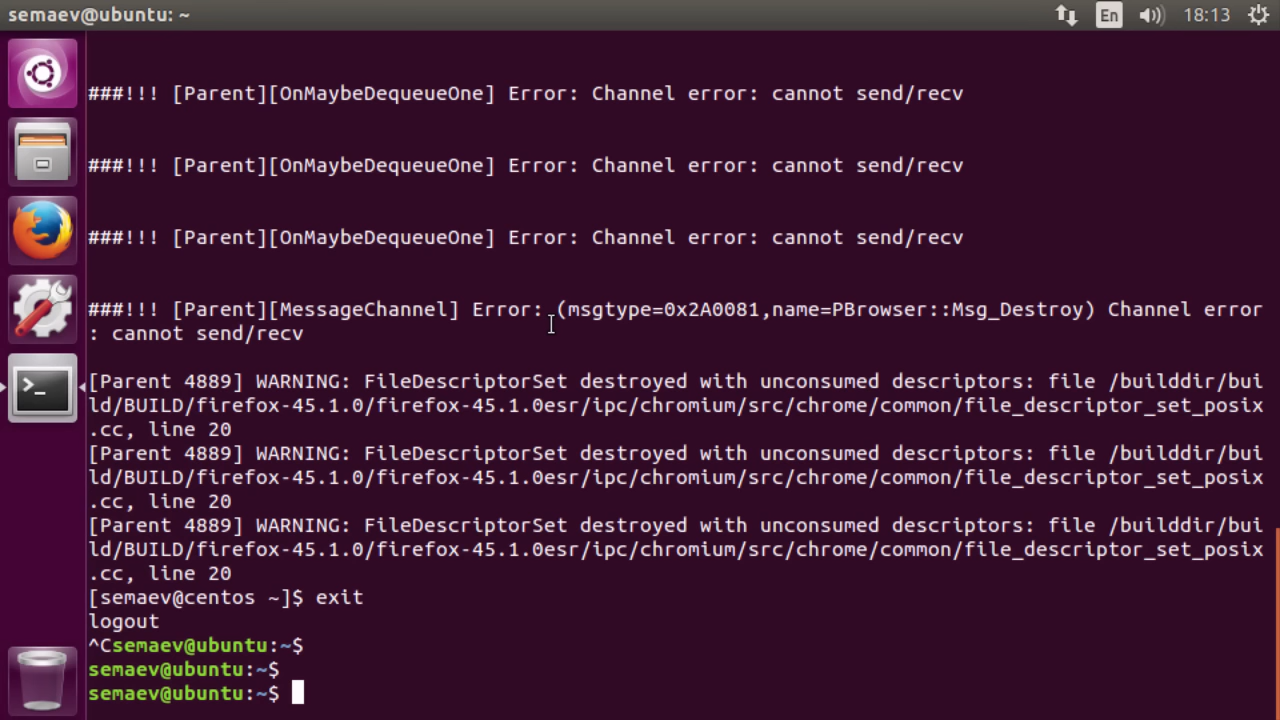 semaev@ubuntu: ~
En
18:13
###!!! [Parent][OnMaybeDequeueOne] Error: Channel error: cannot send/recv
###!!! [Parent][OnMaybeDequeueOne] Error: Channel error: cannot send/recv
###!!! [Parent][OnMaybeDequeueOne] Error: Channel error: cannot send/recv
###!!! [Parent][MessageChannel] Error: (msgtype=0x2A0081,name=PBrowser::Msg_Destroy) Channel error
: cannot send/recv
[Parent 4889] WARNING: FileDescriptorSet destroyed with unconsumed descriptors: file /builddir/bui
ld/BUILD/firefox-45.1.0/firefox-45.1.0esr/ipc/chromium/src/chrome/common/file_descriptor_set_posix
.cc, line 20
[Parent 4889] WARNING: FileDescriptorSet destroyed with unconsumed descriptors: file /builddir/bui
ld/BUILD/firefox-45.1.0/firefox-45.1.0esr/ipc/chromium/src/chrome/common/file_descriptor_set_posix
.cc, line 20
[Parent 4889] WARNING: FileDescriptorSet destroyed with unconsumed descriptors: file /builddir/bui
ld/BUILD/firefox-45.1.0/firefox-45.1.0esr/ipc/chromium/src/chrome/common/file_descriptor_set_posix
.cc, line 20
[semaev@centos ~]$ exit
logout
^Csemaev@ubuntu:~$
semaev@ubuntu:~$
semaev@ubuntu:~$